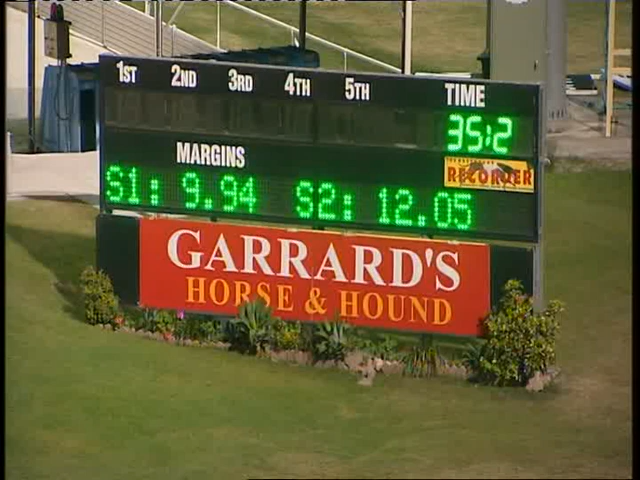 1ST 2ND 3RD 4TH 5TH TIME
35:2
MARGINS
RECORDER
S1: 9.94 S2: 12.05
GARRARD'S
HORSE & HOUND